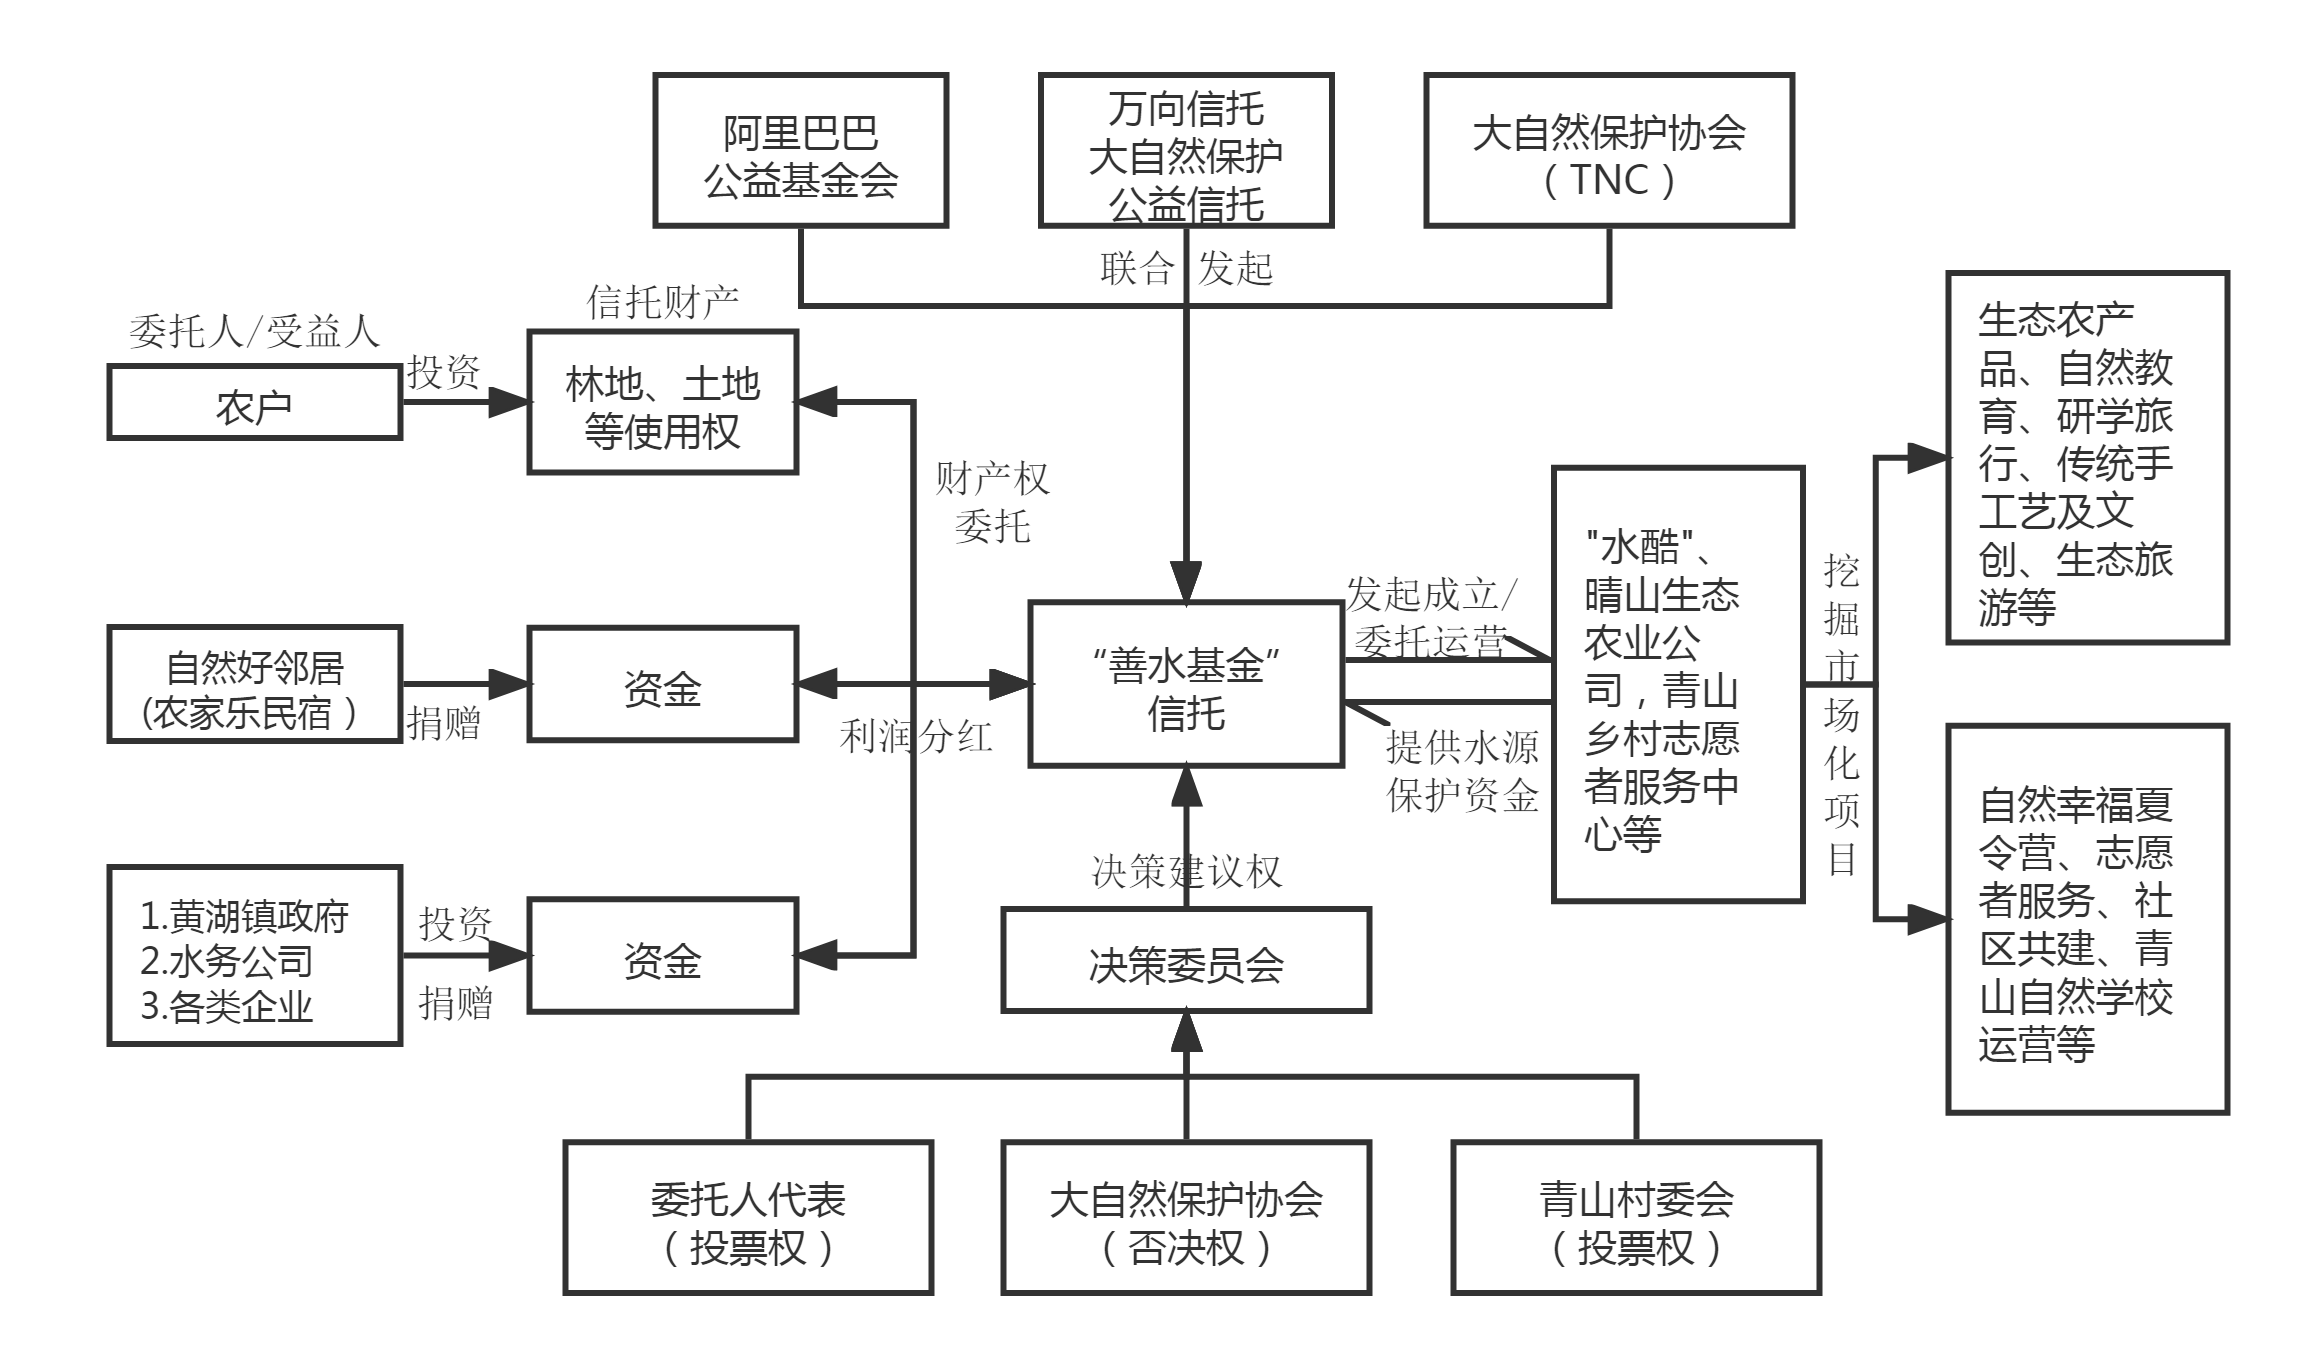 阿里巴巴
公益基金会
万向信托
大自然保护
公益信托
大自然保护协会
（TNC）
联合 发起
信托财产
委托人/受益人
农户
投资
林地、土地
等使用权
财产权
委托
自然好邻居
(农家乐民宿）
捐赠
资金
利润分红
“善水基金”
信托
发起成立/
委托运营
提供水源
保护资金
"水酷"、
晴山生态
农业公
司，青山
乡村志愿
者服务中
心等
挖
掘
市
场
化
项
目
生态农产
品、自然教
育、研学旅
行、传统手
工艺及文
创、生态旅
游等
自然幸福夏
令营、志愿
者服务、社
区共建、青
山自然学校
运营等
1.黄湖镇政府
2.水务公司
3.各类企业
投资
捐赠
资金
决策建议权
决策委员会
委托人代表
（投票权）
大自然保护协会
（否决权）
青山村委会
（投票权）